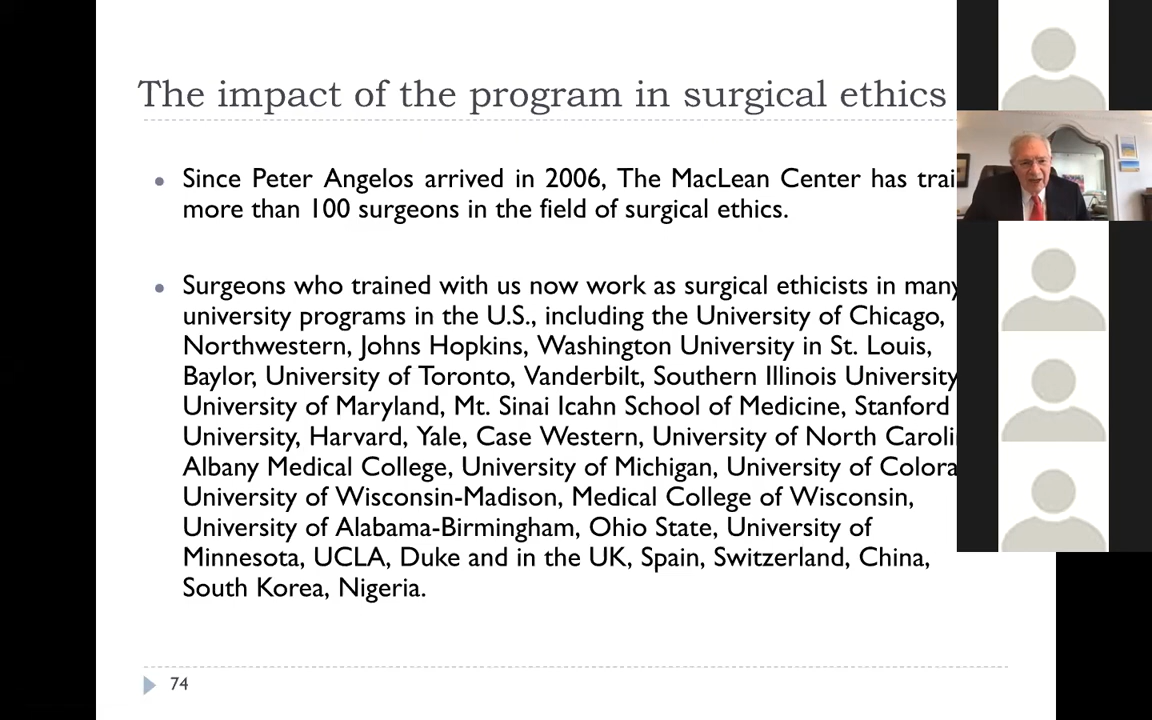 The impact of the program in surgical ethics
Since Peter Angelos arrived in 2006, The MacLean Center has
more than 100 surgeons in the field of surgical ethics.
Surgeons who trained with us now work as surgical ethicists in many
university programs in the U.S., including the University of Chicago,
Northwestern, Johns Hopkins, Washington University in St. Louis,
Baylor, University of Toronto, Vanderbilt, Southern Illinois University
University of Maryland, Mt. Sinai Icahn School of Medicine, Stanford
University, Harvard, Yale, Case Western, University of North
Albany Medical College, University of Michigan, University of
University of Wisconsin-Madison, Medical College of Wisconsin,
University of Alabama-Birmingham, Ohio State, University of
Minnesota, UCLA, Duke and in the UK, Spain, Switzerland, China,
South Korea, Nigeria.
74